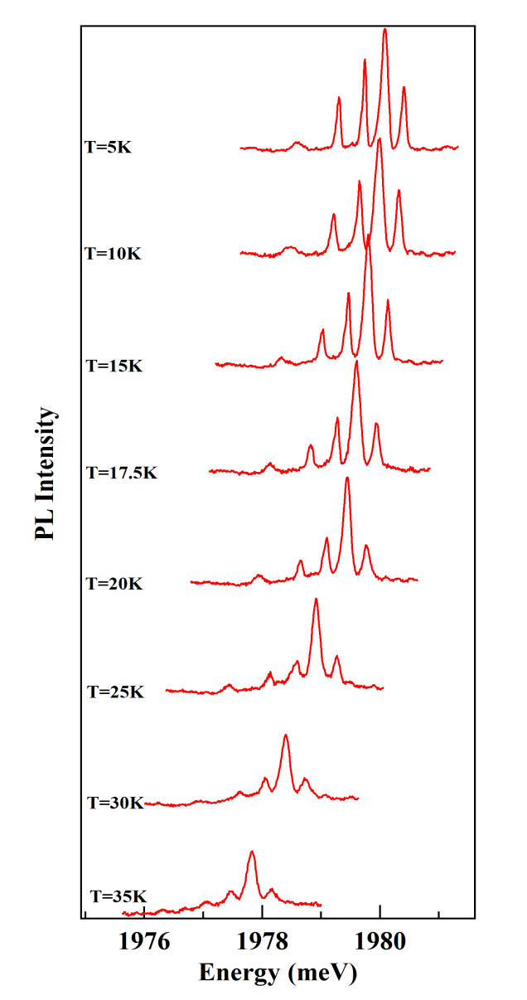 T=5K
T=10K
T=15K
T=17.5K
T=20K
T=25K
T=30K
T=35K
PL Intensity
1976 1978 1980
Energy (meV)